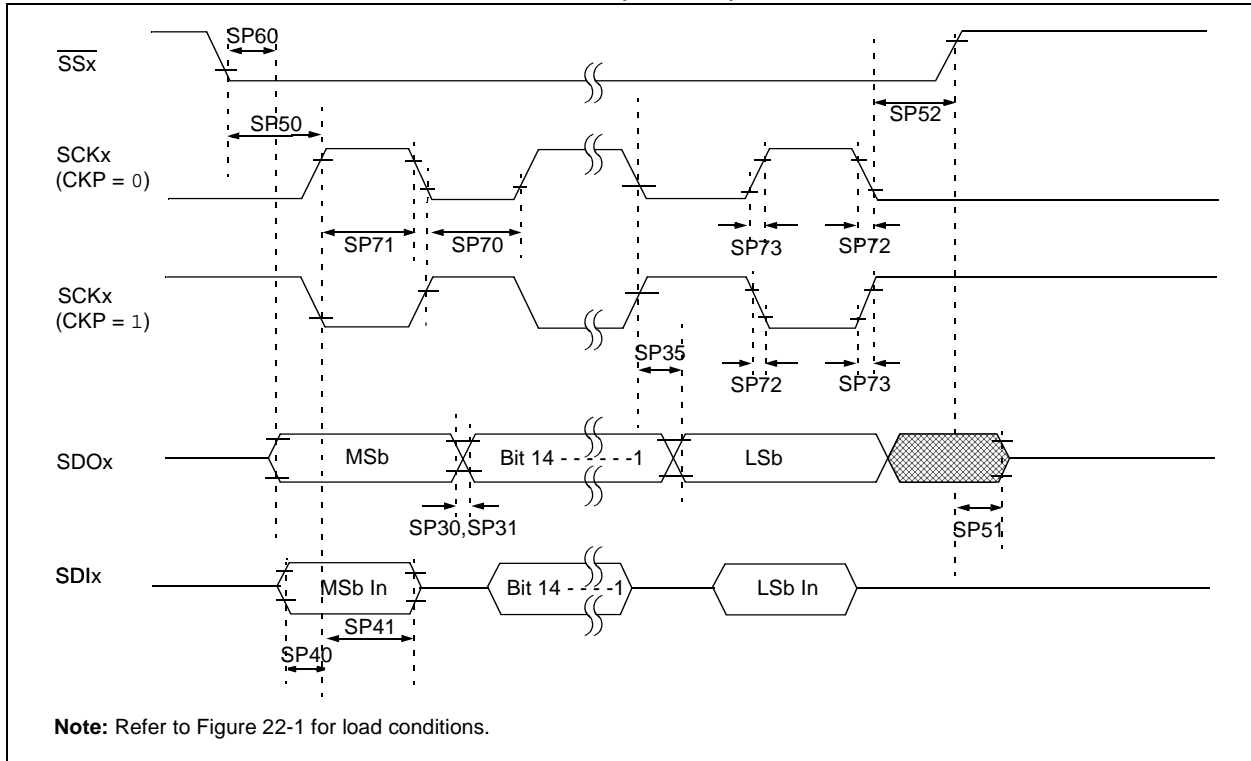 SP60
SSx
SP52
SP50
SCKx
(CKP = 0)
SP71 SP70 SP73 SP72
SCKx
(CKP = 1)
SP35
SP72 SP73
SDOx MSb Bit 14 - - - - - -1 LSb
SP30,SP31 SP51
SDIx MSb In Bit 14 - - - -1 LSb In
SP41
SP40
Note: Refer to Figure 22-1 for load conditions.